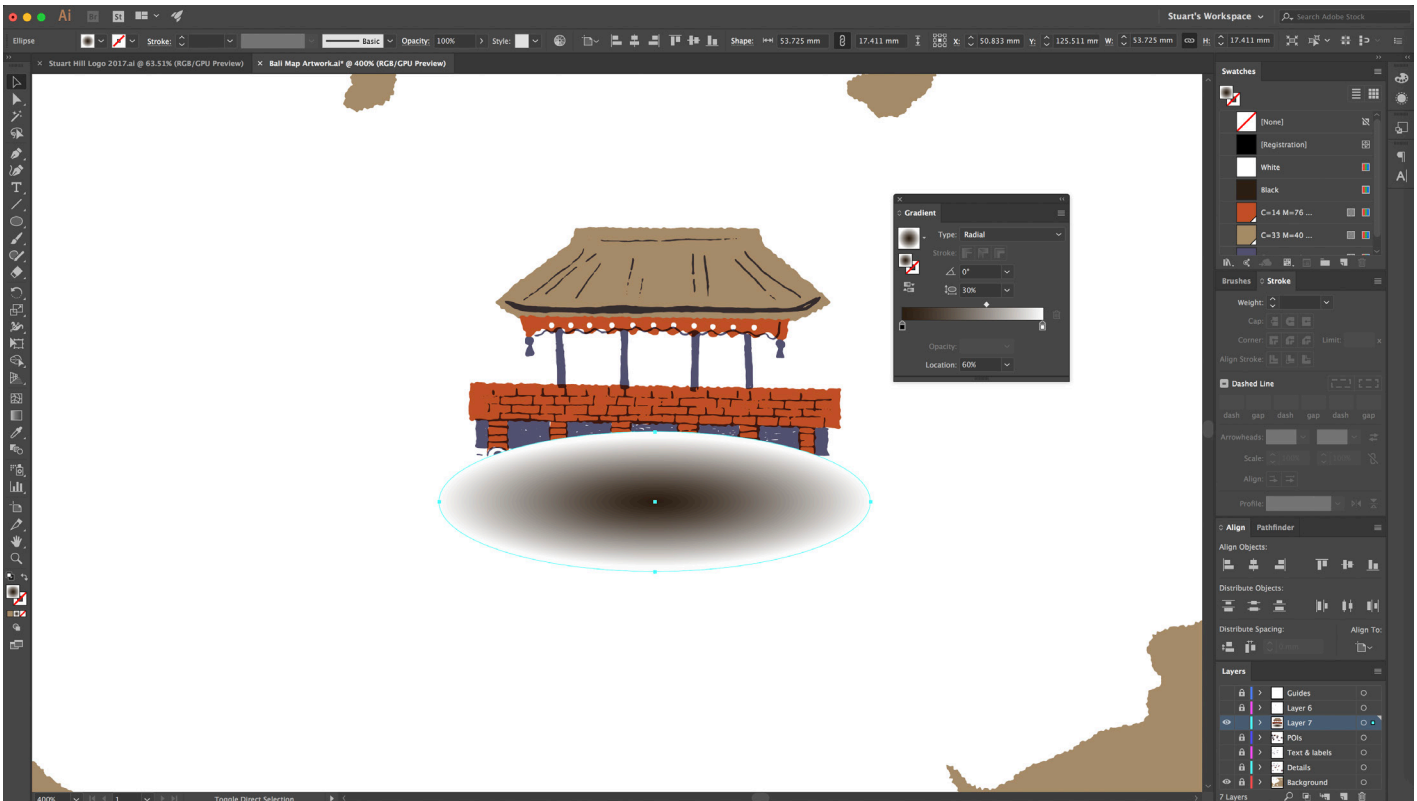 Ai Br St Stuart's Workspace Search Adobe Stock
Ellipse Stroke: Basic Opacity: 100% Style: Shape: 53.725 mm 17.411 mm X: 50.833 mm Y: 125.511 mm W: 53.725 mm H: 17.411 mm
× Stuart Hill Logo 2017.ai @ 63.51% (RGB/GPU Preview) × Bali Map Artwork.ai* @ 400% (RGB/GPU Preview)
Swatches
[None]
[Registration]
White
Black
C=14 M=76 ...
C=33 M=40 ...
Gradient
Type: Radial
Stroke:
0°
30%
Opacity:
Location: 60%
Brushes Stroke
Weight:
Cap:
Corner: Limit: x
Align Stroke:
Dashed Line
dash gap dash gap dash gap
Arrowheads:
Scale:
Align:
Profile:
Align Pathfinder
Align Objects:
Distribute Objects:
Distribute Spacing: Align To:
Layers
Guides
Layer 6
Layer 7
POIs
Text & labels
Details
Background
7 Layers
400% 1 Toggle Direct Selection